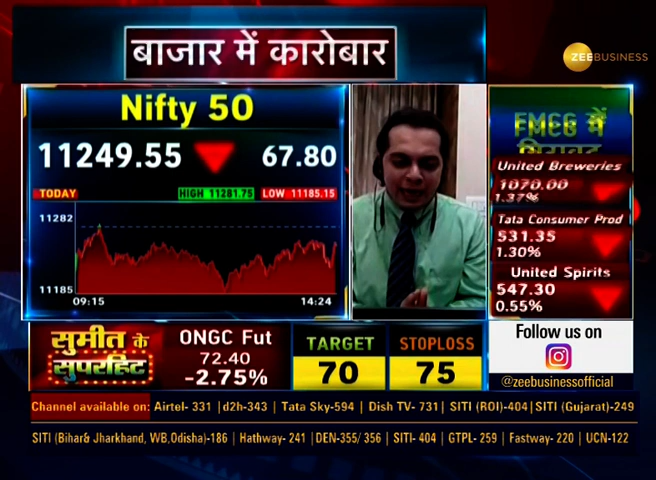 बाजार में कारोबार
ZEEBUSINESS
Nifty 50
11249.55 67.80
TODAY HIGH 11281.75 LOW 11185.15
11282
11185
09:15 14:24
FMCG में
United Breweries
1070.00
1.37%
Tata Consumer Prod
531.35
1.30%
United Spirits
547.30
0.55%
सुमीत के
सुपरहिट
ONGC Fut
72.40
-2.75%
TARGET
70
STOPLOSS
75
Follow us on
@zeebusinessofficial
Channel available on: Airtel- 331 |d2h-343 | Tata Sky-594 | Dish TV- 731| SITI (ROI)-404|SITI (Gujarat)-249
SITI (Bihar& Jharkhand, WB,Odisha)-186 | Hathway- 241 |DEN-355/ 356 | SITI- 404 | GTPL- 259 | Fastway- 220 | UCN-122